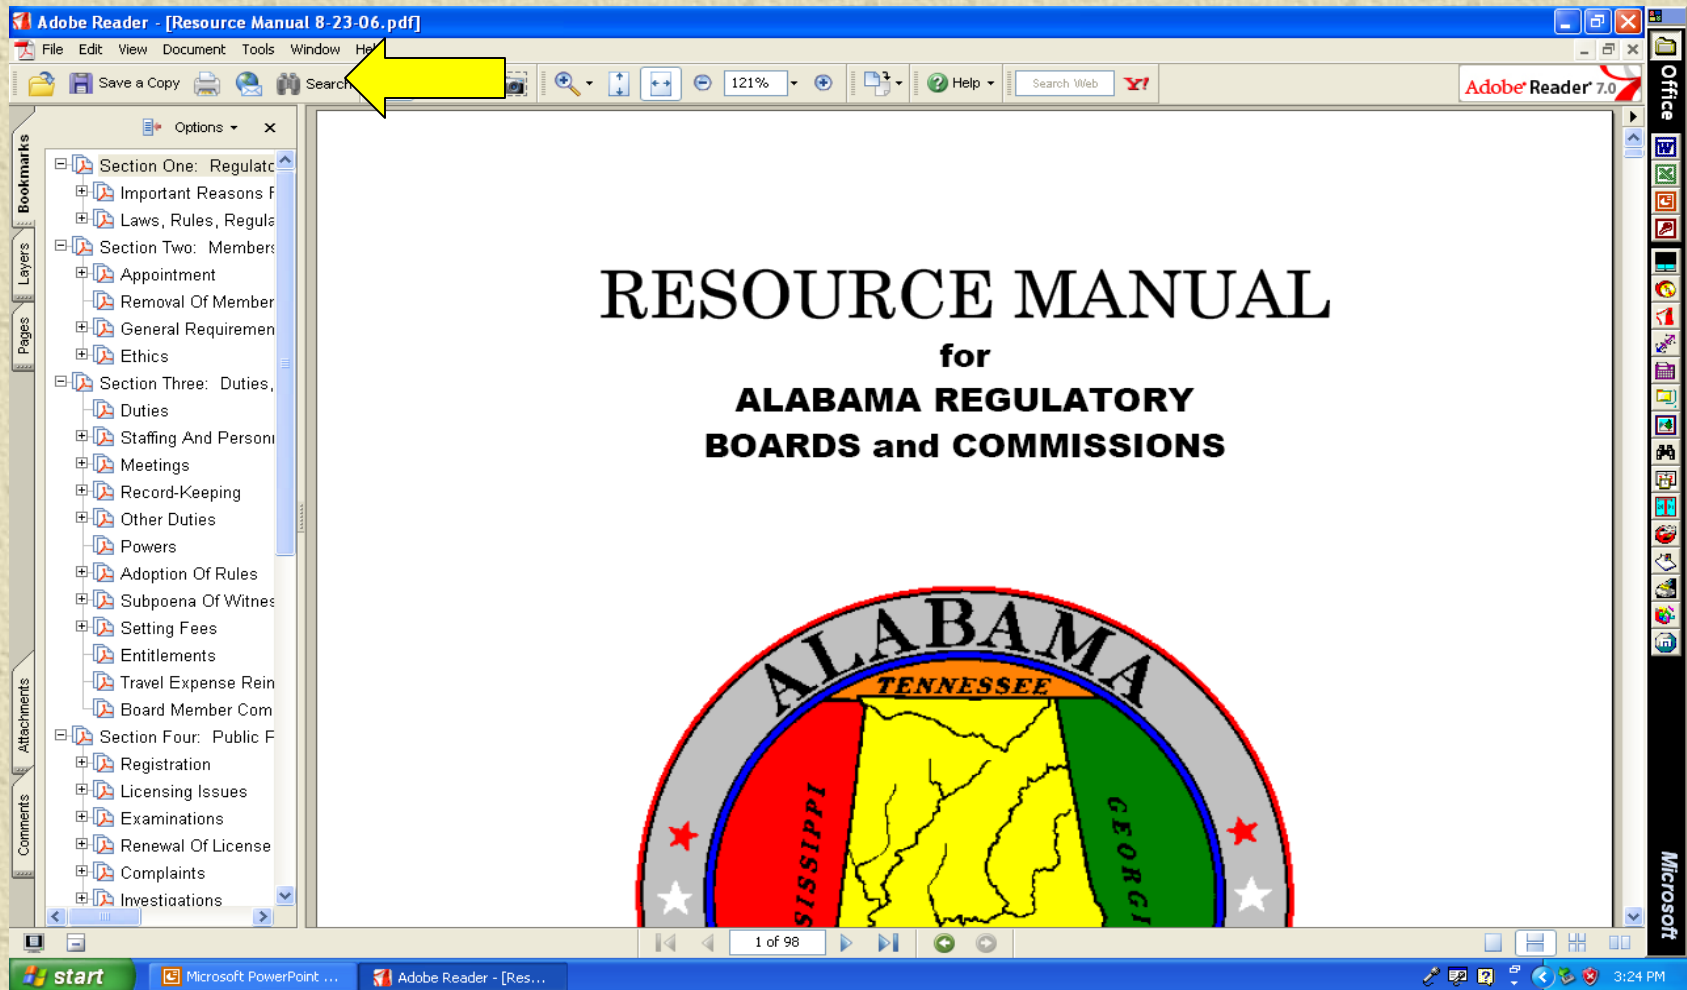 Adobe Reader - [Resource Manual 8-23-06.pdf]
File Edit View Document Tools Window Hel
Save a Copy Search 121% Help Search Web Y! Adobe Reader 7.0
Options
Section One: Regulatc
Important Reasons F
Laws, Rules, Regula
Section Two: Members
Appointment
Removal Of Member
General Requiremen
Ethics
Section Three: Duties,
Duties
Staffing And Personn
Meetings
Record-Keeping
Other Duties
Powers
Adoption Of Rules
Subpoena Of Witnes
Setting Fees
Entitlements
Travel Expense Rein
Board Member Com
Section Four: Public F
Registration
Licensing Issues
Examinations
Renewal Of License
Complaints
Investigations
Bookmarks
Layers
Pages
Attachments
Comments
RESOURCE MANUAL
for
ALABAMA REGULATORY
BOARDS and COMMISSIONS
ALABAMA
TENNESSEE
SISSIPPI
GEORGI
1 of 98
Office
Microsoft
start Microsoft PowerPoint ... Adobe Reader - [Res... 3:24 PM